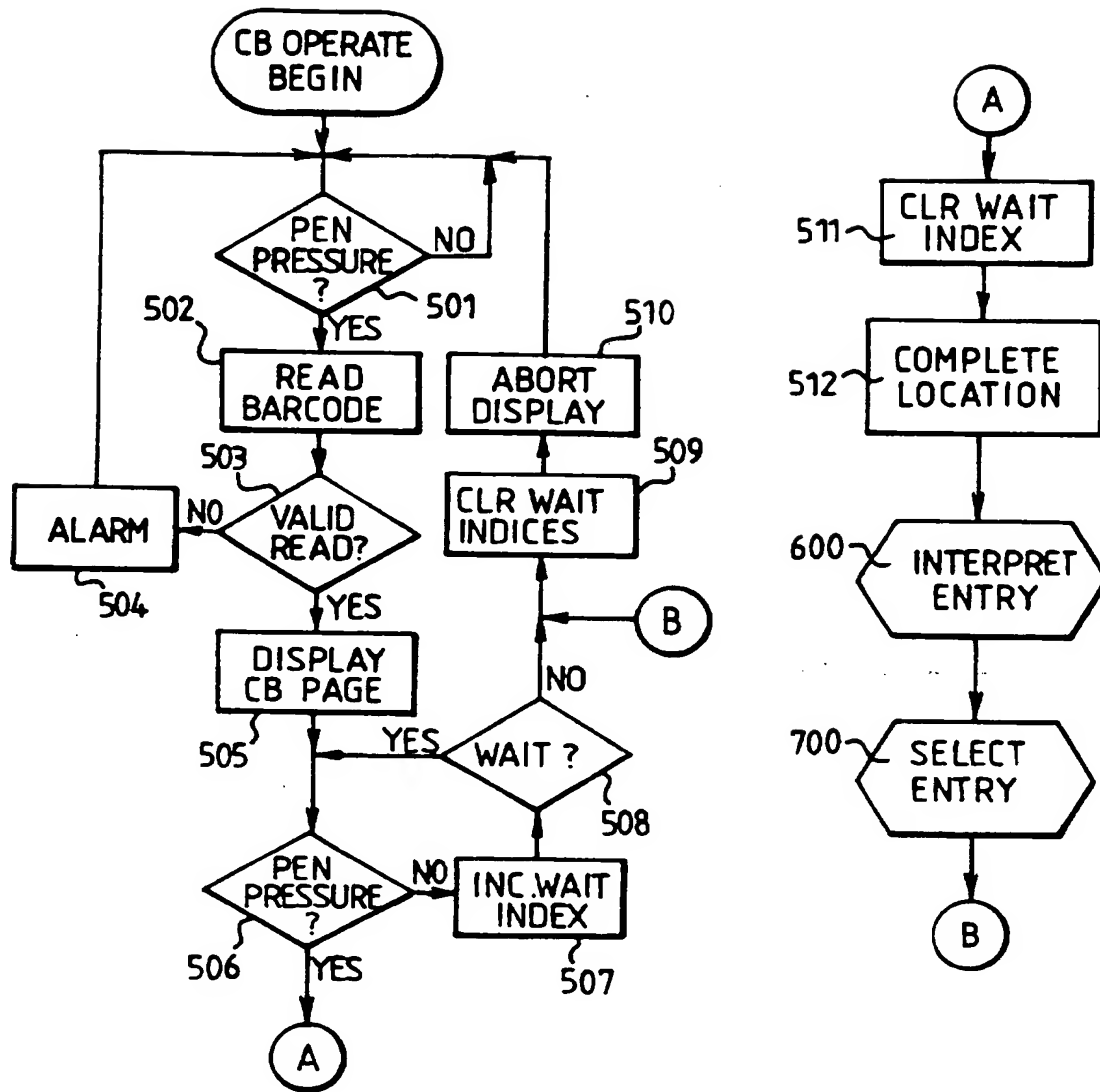 CB OPERATE
BEGIN
PEN
PRESSURE
?
NO
501
YES
502
READ
BARCODE
503
VALID
READ?
NO
ALARM
504
YES
DISPLAY
CB PAGE
505
PEN
PRESSURE
?
506
NO
YES
A
INC.WAIT
INDEX
507
WAIT ?
508
YES
NO
B
CLR WAIT
INDICES
509
ABORT
DISPLAY
510
A
CLR WAIT
INDEX
511
COMPLETE
LOCATION
512
INTERPRET
ENTRY
600
SELECT
ENTRY
700
B